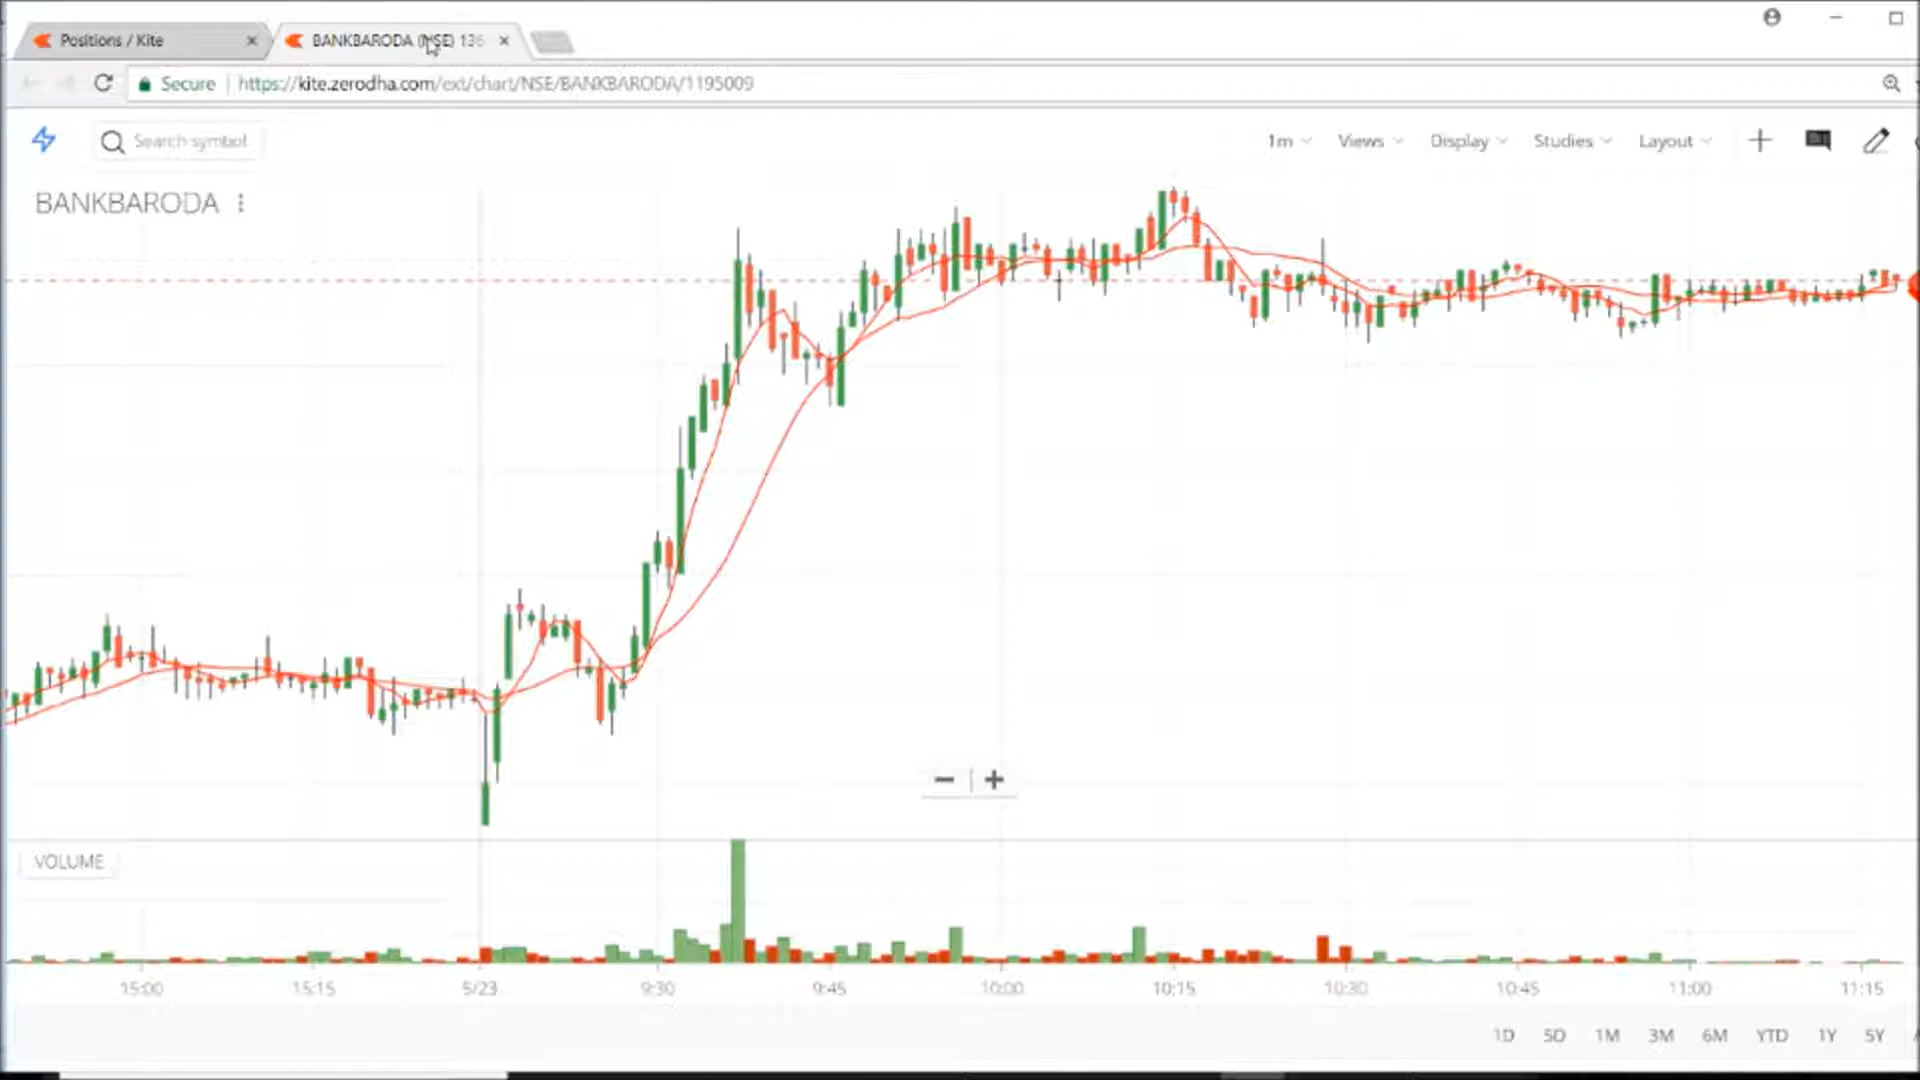 Positions / Kite
BANKBARODA (NSE) 136
Secure
https://kite.zerodha.com/ext/chart/NSE/BANKBARODA/1195009
Search symbol
1m Views Display Studies Layout
BANKBARODA
VOLUME
15:00 15:15 5/23 9:30 9:45 10:00 10:15 10:30 10:45 11:00 11:15
1D 5D 1M 3M 6M YTD 1Y 5Y